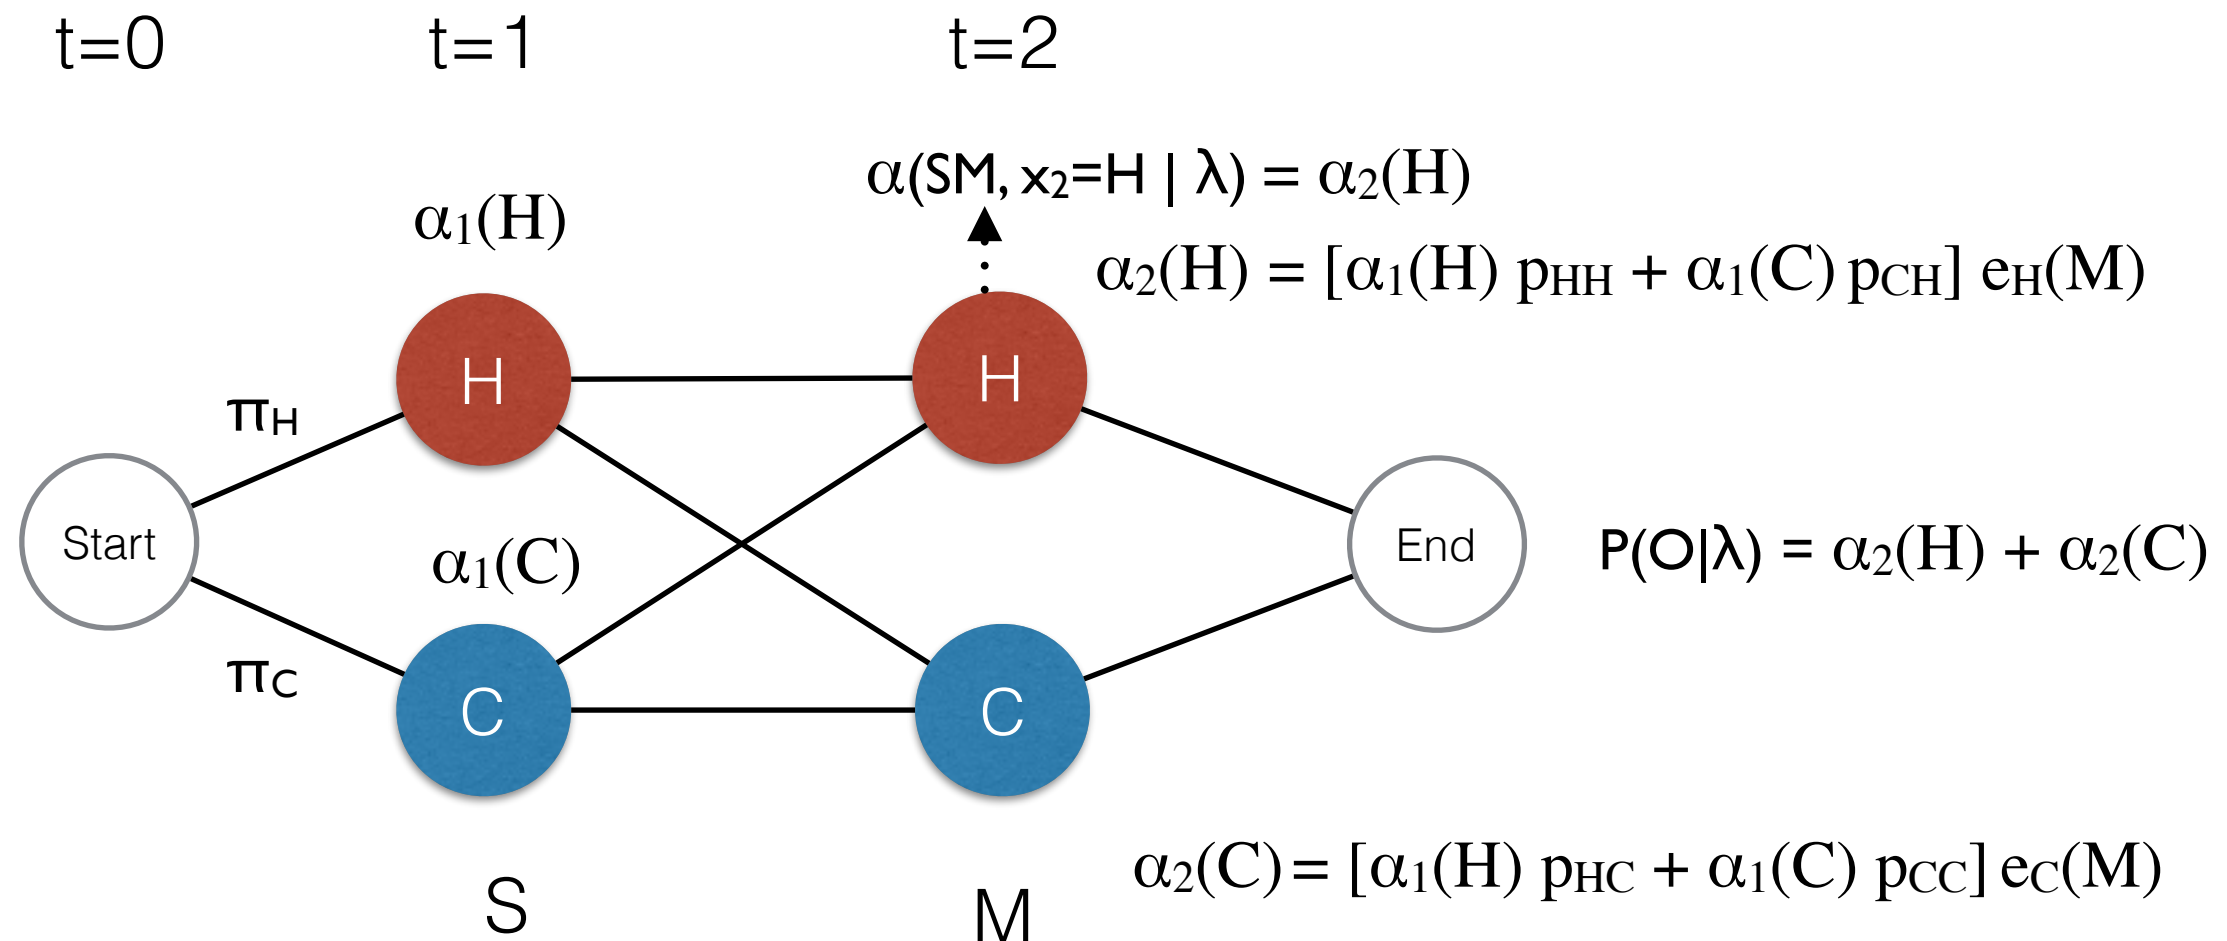 t=0 t=1 t=2
α(SM, x₂=H | λ) = α₂(H)
α₁(H)
α₂(H) = [α₁(H) pHH + α₁(C) pCH] eH(M)
H H
πH
Start End P(O|λ) = α₂(H) + α₂(C)
α₁(C)
πC
C C
α₂(C) = [α₁(H) pHC + α₁(C) pCC] eC(M)
S M